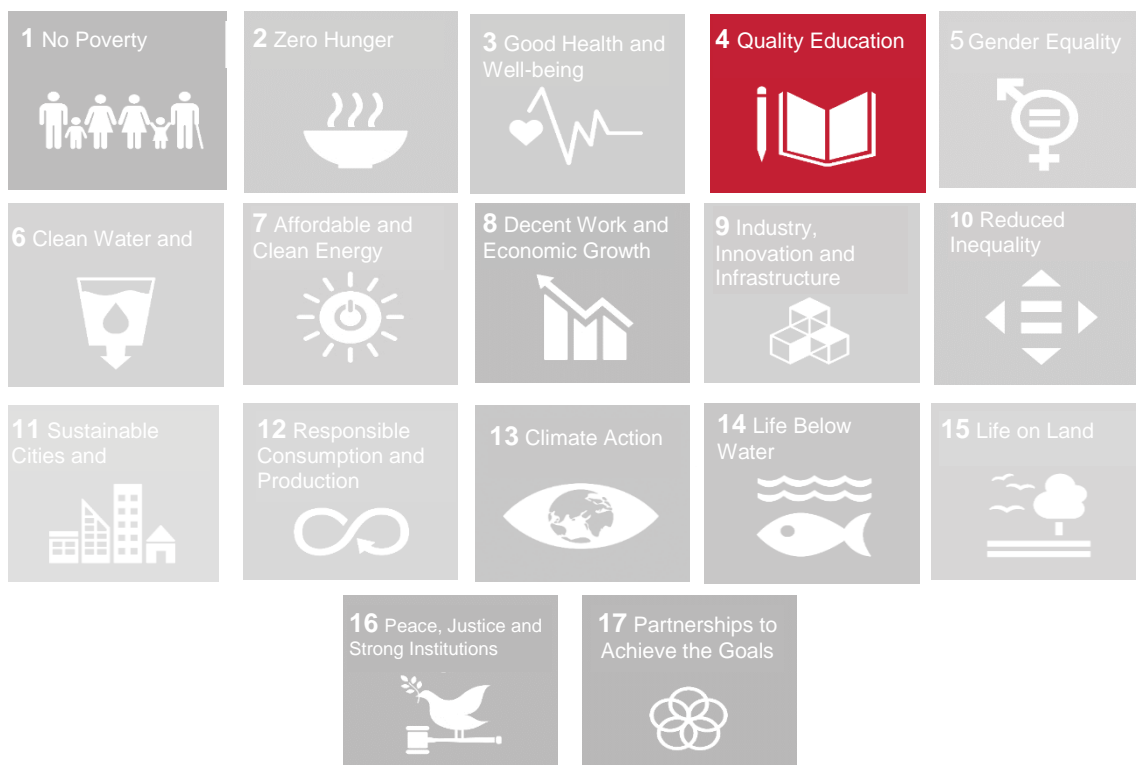 1 No Poverty
2 Zero Hunger
3 Good Health and
Well-being
4 Quality Education
5 Gender Equality
6 Clean Water and
7 Affordable and
Clean Energy
8 Decent Work and
Economic Growth
9 Industry,
Innovation and
Infrastructure
10 Reduced
Inequality
11 Sustainable
Cities and
12 Responsible
Consumption and
Production
13 Climate Action
14 Life Below
Water
15 Life on Land
16 Peace, Justice and
Strong Institutions
17 Partnerships to
Achieve the Goals